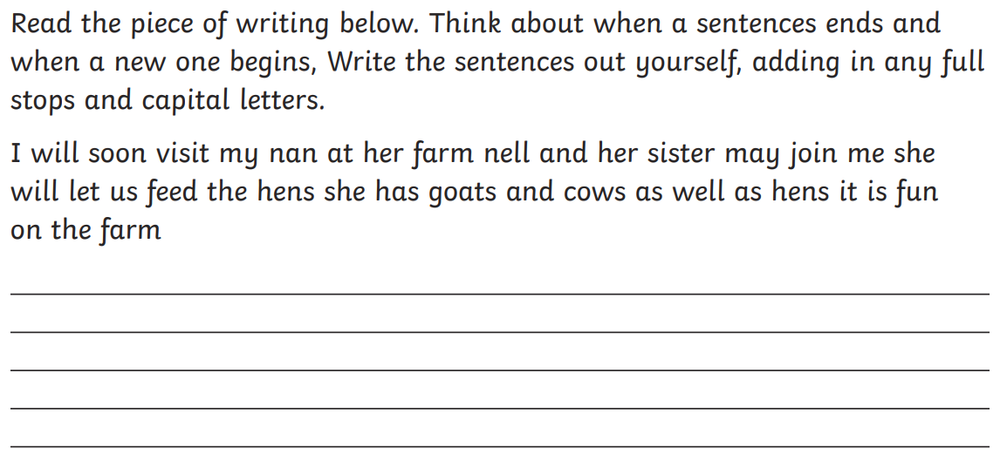 Read the piece of writing below. Think about when a sentences ends and
when a new one begins, Write the sentences out yourself, adding in any full
stops and capital letters.
I will soon visit my nan at her farm nell and her sister may join me she
will let us feed the hens she has goats and cows as well as hens it is fun
on the farm